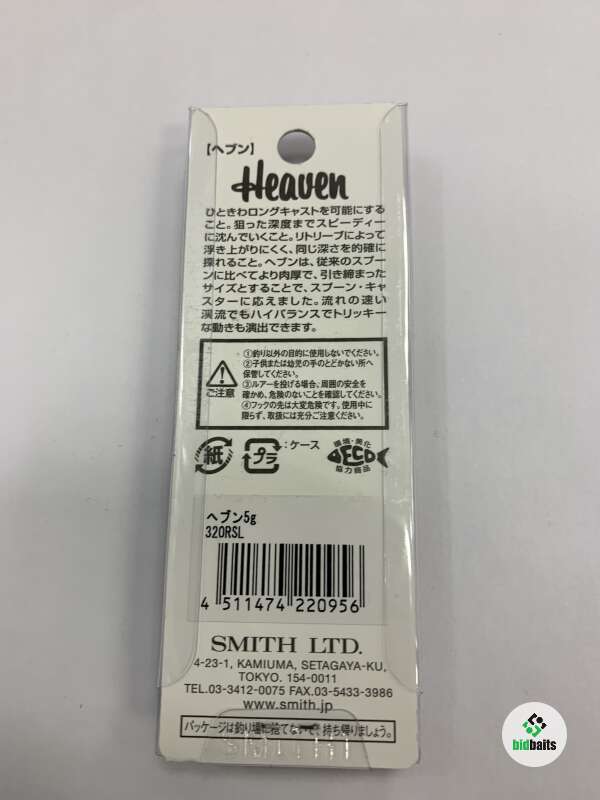 【ヘブン】
Heaven
ひときわロングキャストを可能にする
こと。狙った深度までスピーディー
に沈んでいくこと。リトリーブによって
浮き上がりにくく、同じ深さを的確に
探れること。ヘブンは、従来のスプー
ンに比べてより肉厚で、引き締まった
サイズとすることで、スプーン・キャ
スターに応えました。流れの速い
渓流でもハイバランスでトリッキー
な動きも演出できます。
ご注意
①釣り以外の目的に使用しないでください。
②子供または幼児の手のとどかない所へ
保管してください。
③ルアーを投げる場合、周囲の安全を
確かめ、危険のないことを確認してください。
④フックの先は大変危険です。使用中に
限らず、取扱には充分ご注意ください。
紙
プラ
:ケース
環境・美化
ECO
協力商品
ヘブン5g
320RSL
4 511474 220956
SMITH LTD.
4-23-1, KAMIUMA, SETAGAYA-KU,
TOKYO. 154-0011
TEL.03-3412-0075 FAX.03-5433-3986
www.smith.jp
パッケージは釣り場に捨てないで、持ち帰りましょう。
bidbaits